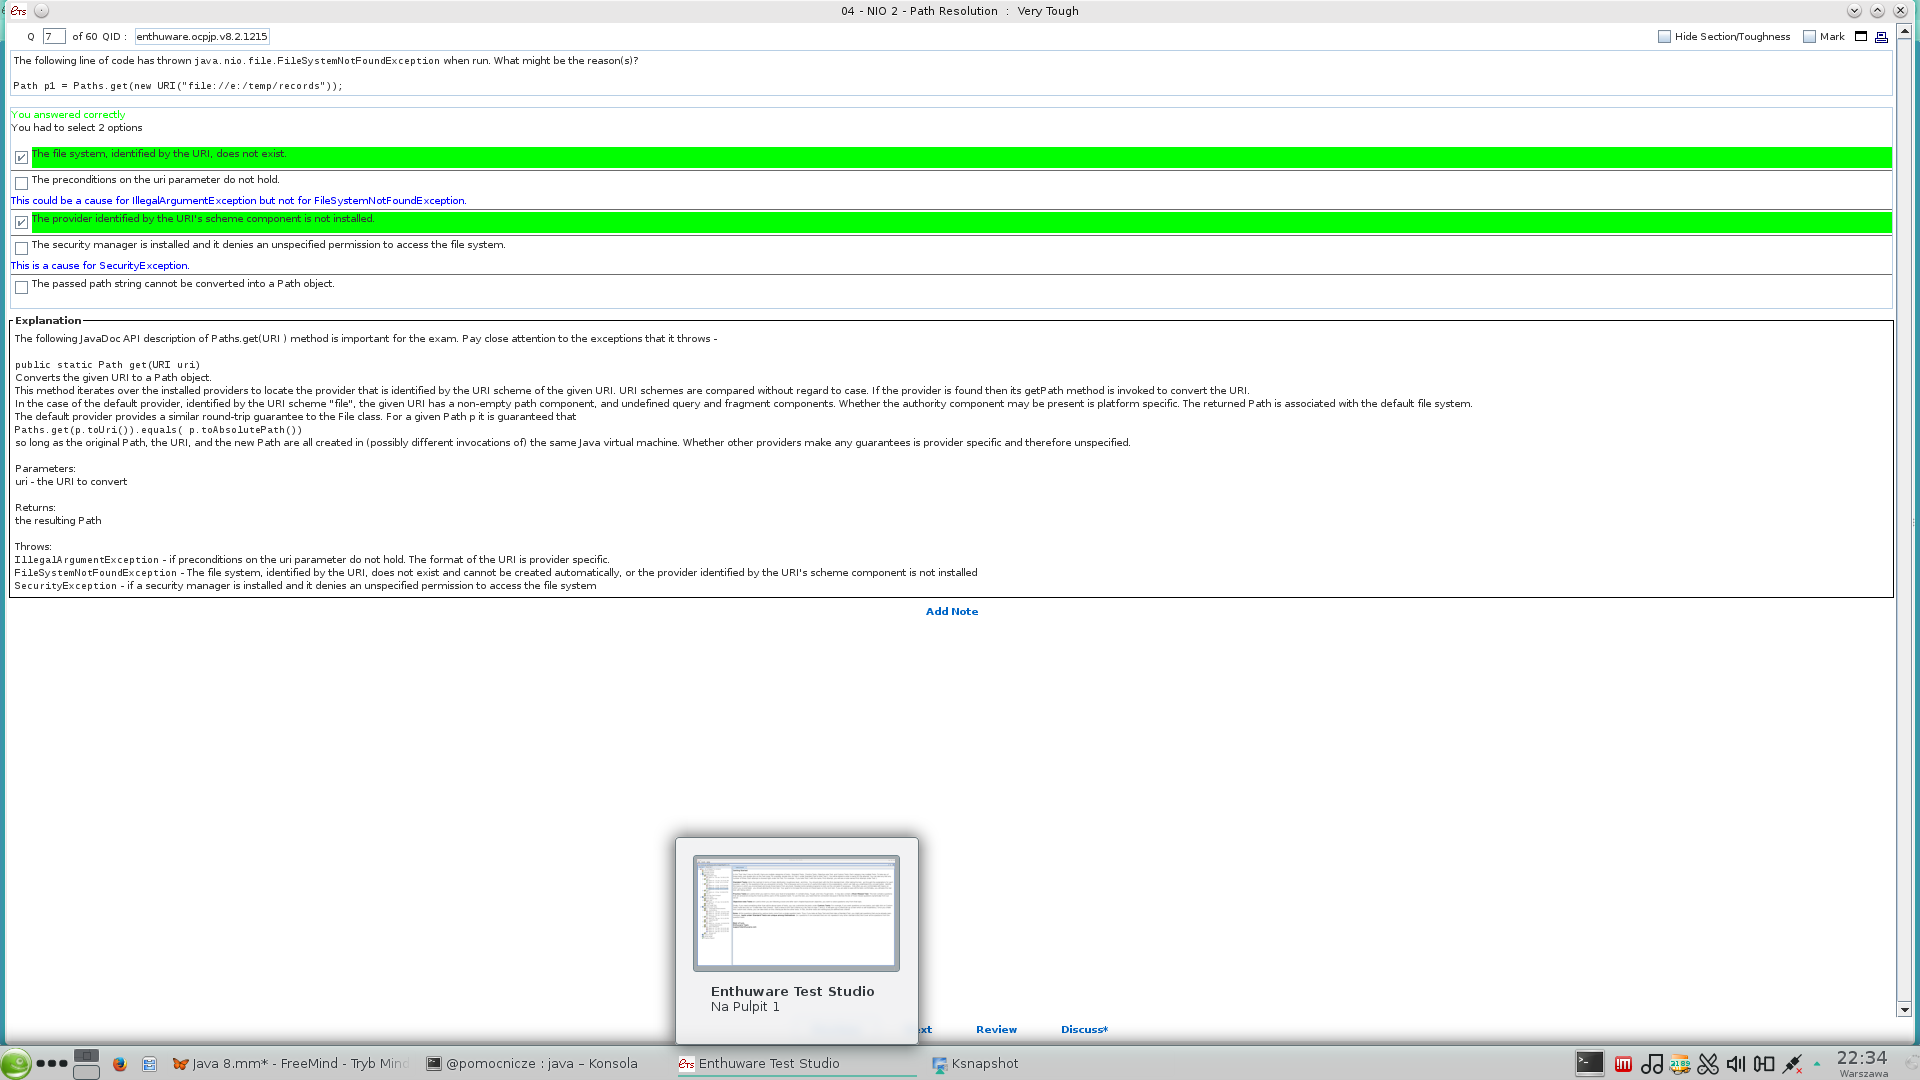 ETS
04 - NIO 2 - Path Resolution : Very Tough
Q 7 of 60 QID : enthuware.ocpjp.v8.2.1215
Hide Section/Toughness Mark
The following line of code has thrown java.nio.file.FileSystemNotFoundException when run. What might be the reason(s)?
Path p1 = Paths.get(new URI("file://e:/temp/records"));
You answered correctly
You had to select 2 options
The file system, identified by the URI, does not exist.
The preconditions on the uri parameter do not hold.
This could be a cause for IllegalArgumentException but not for FileSystemNotFoundException.
The provider identified by the URI's scheme component is not installed.
The security manager is installed and it denies an unspecified permission to access the file system.
This is a cause for SecurityException.
The passed path string cannot be converted into a Path object.
Explanation
The following JavaDoc API description of Paths.get(URI ) method is important for the exam. Pay close attention to the exceptions that it throws -
public static Path get(URI uri)
Converts the given URI to a Path object.
This method iterates over the installed providers to locate the provider that is identified by the URI scheme of the given URI. URI schemes are compared without regard to case. If the provider is found then its getPath method is invoked to convert the URI.
In the case of the default provider, identified by the URI scheme "file", the given URI has a non-empty path component, and undefined query and fragment components. Whether the authority component may be present is platform specific. The returned Path is associated with the default file system.
The default provider provides a similar round-trip guarantee to the File class. For a given Path p it is guaranteed that
Paths.get(p.toUri()).equals( p.toAbsolutePath())
so long as the original Path, the URI, and the new Path are all created in (possibly different invocations of) the same Java virtual machine. Whether other providers make any guarantees is provider specific and therefore unspecified.
Parameters:
uri - the URI to convert
Returns:
the resulting Path
Throws:
IllegalArgumentException - if preconditions on the uri parameter do not hold. The format of the URI is provider specific.
FileSystemNotFoundException - The file system, identified by the URI, does not exist and cannot be created automatically, or the provider identified by the URI's scheme component is not installed
SecurityException - if a security manager is installed and it denies an unspecified permission to access the file system
Add Note
Enthuware Test Studio
Na Pulpit 1
ext Review Discuss*
Java 8.mm* - FreeMind - Tryb Mind
@pomocnicze : java – Konsola
ETS Enthuware Test Studio
Ksnapshot
22:34
Warszawa